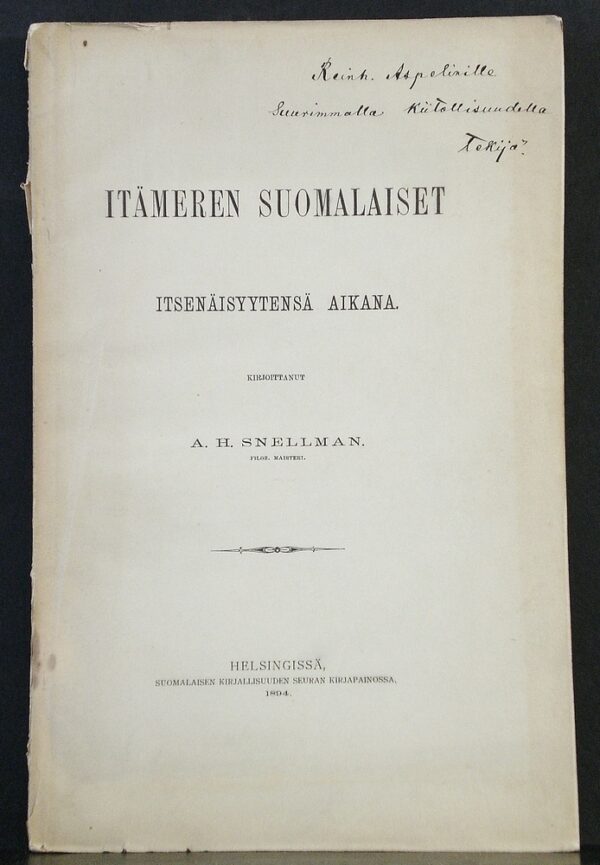 Reinh. Aspelinille
Suurimmalla kiitollisuudella
Tekijä.
ITÄMEREN SUOMALAISET
ITSENÄISYYTENSÄ AIKANA.
KIRJOITTANUT
A. H. SNELLMAN.
FILOS. MAISTERI.
HELSINGISSÄ,
SUOMALAISEN KIRJALLISUUDEN SEURAN KIRJAPAINOSSA,
1894.